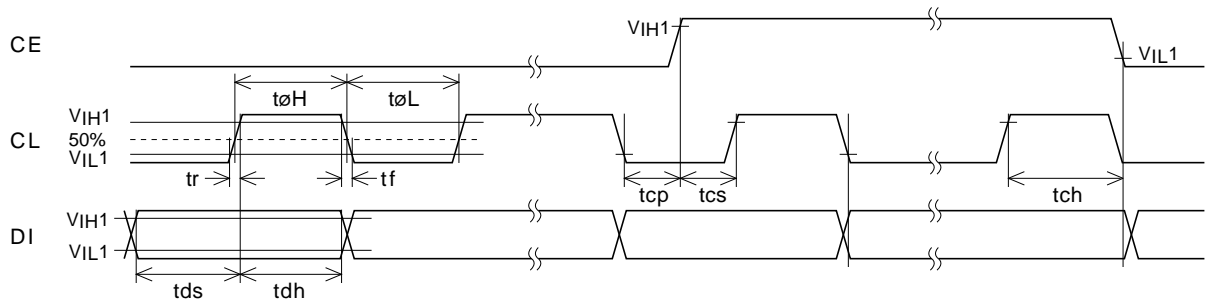 CE
VIH1
VIL1
tøH
tøL
CL
VIH1
50%
VIL1
tr
tf
tcp
tcs
tch
DI
VIH1
VIL1
tds
tdh